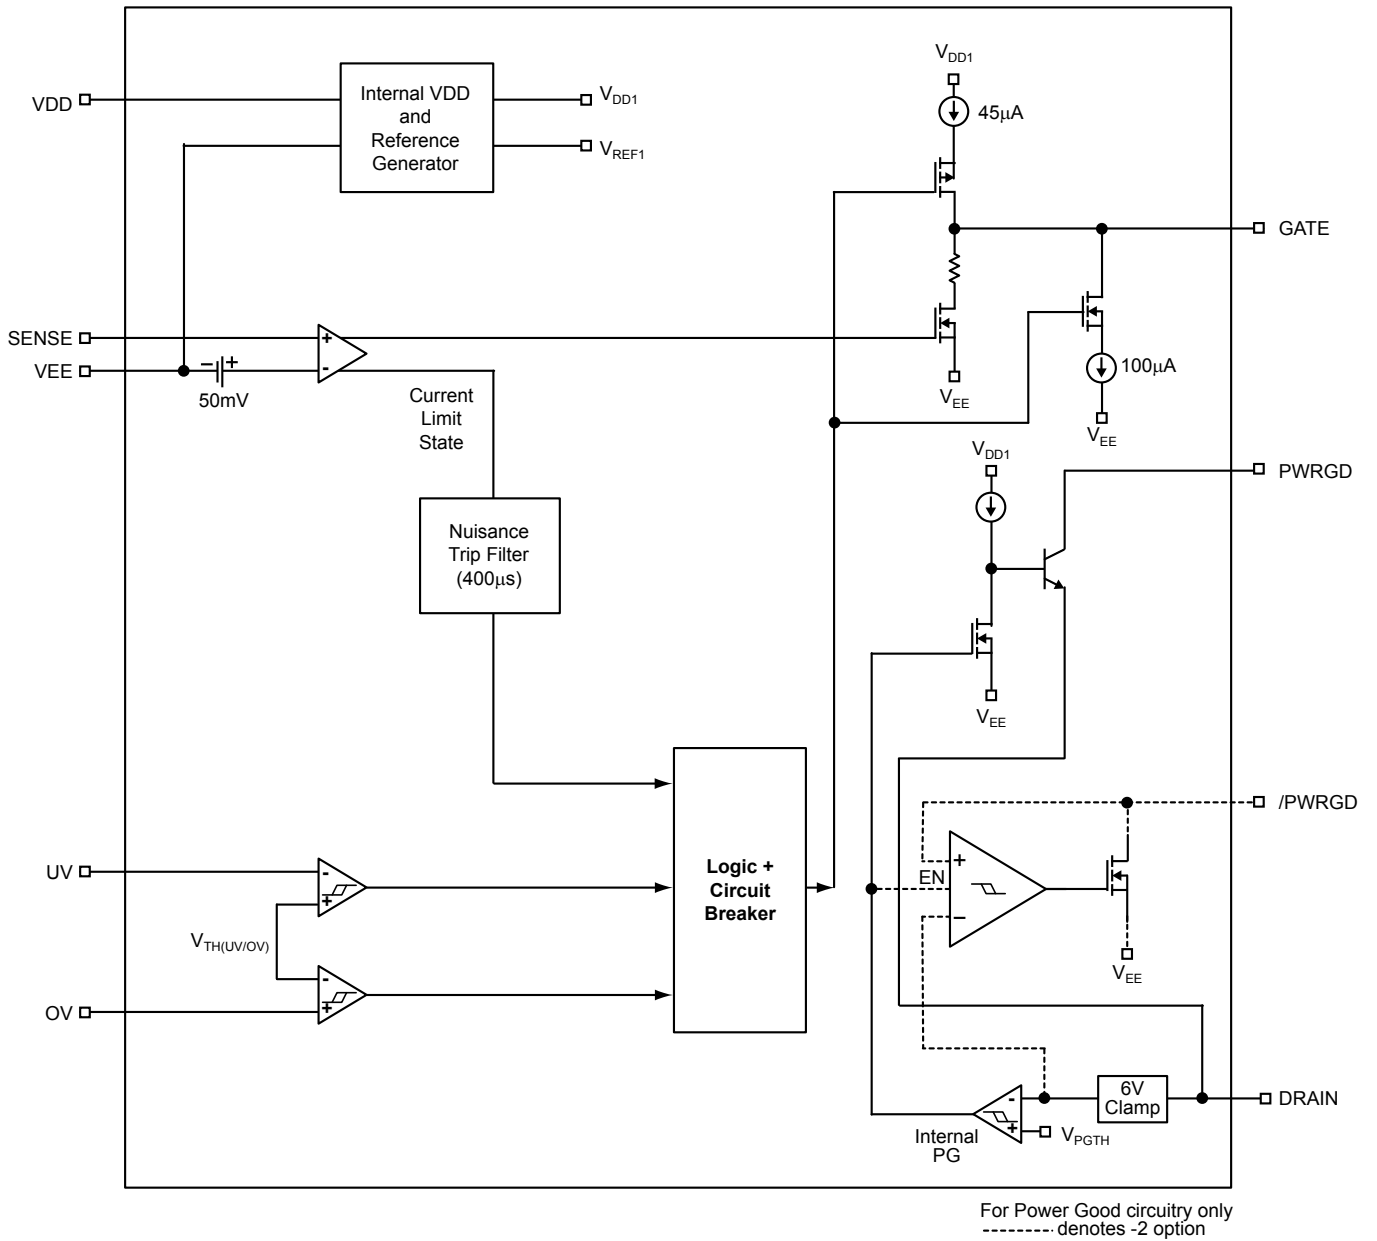 VDD
Internal VDD
and
Reference
Generator
VDD1
VREF1
VDD1
45μA
GATE
SENSE
VEE
+
-
- +
50mV
Current
Limit
State
VEE
100μA
VEE
VDD1
PWRGD
Nuisance
Trip Filter
(400μs)
VEE
/PWRGD
UV
-
+
VTH(UV/OV)
-
+
OV
Logic +
Circuit
Breaker
+
EN
–
VEE
6V
Clamp
DRAIN
-
+
VPGTH
Internal
PG
For Power Good circuitry only
------- denotes -2 option